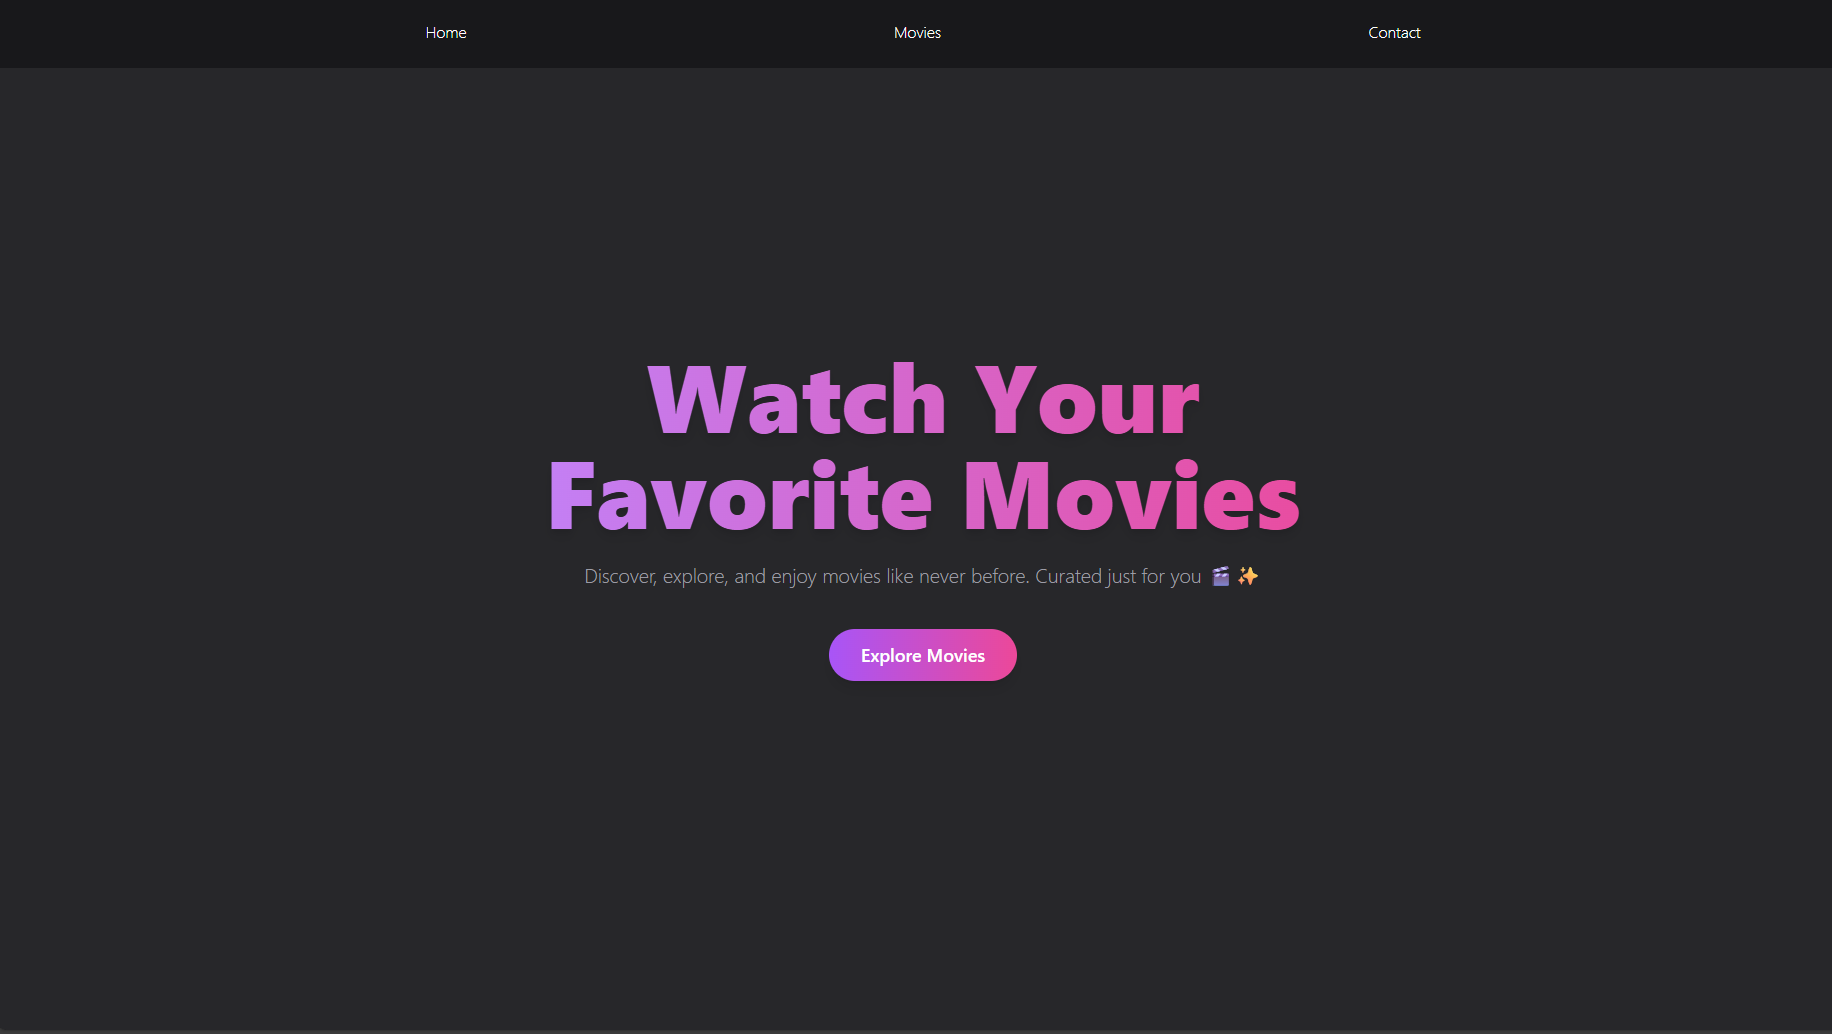 Home Movies Contact
Watch Your
Favorite Movies
Discover, explore, and enjoy movies like never before. Curated just for you 🎬✨
Explore Movies